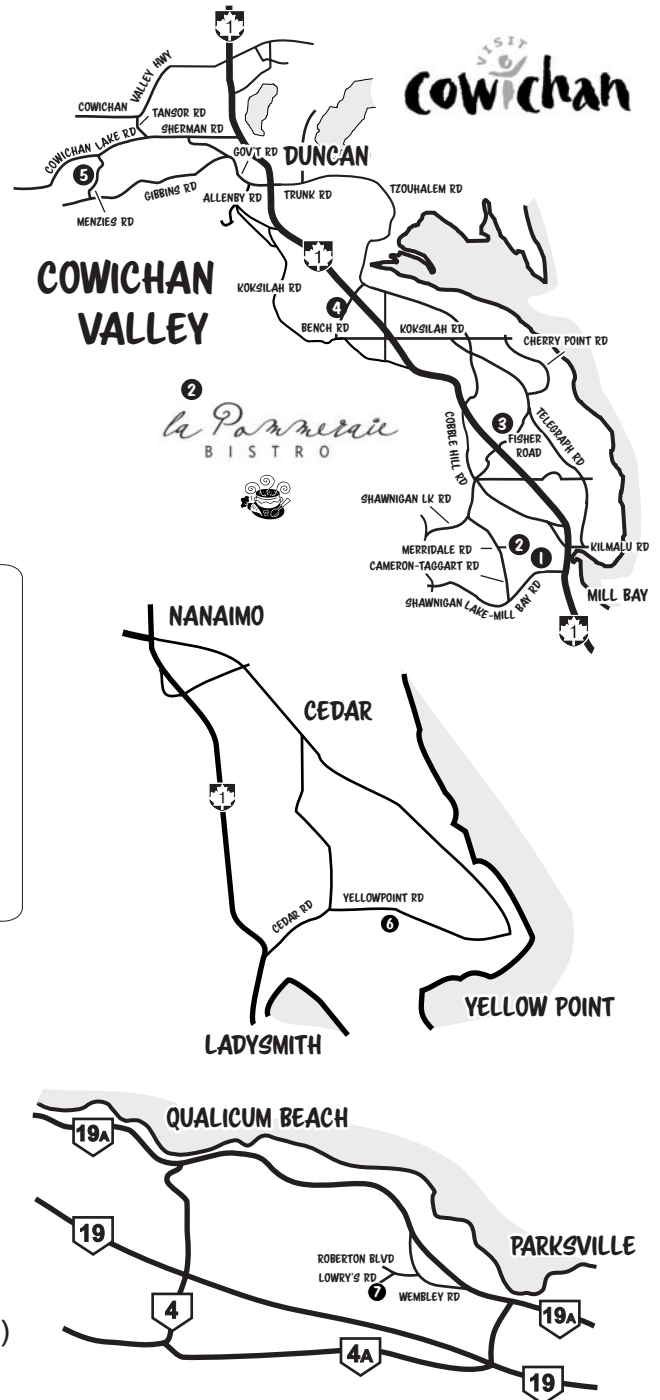 1
VISIT
cowichan
COWICHAN
VALLEY HWY
TANSOR RD
COWICHAN LAKE RD
SHERMAN RD
GOV'T RD
DUNCAN
5
GIBBINS RD
ALLENBY RD
TRUNK RD
TZOUHALEM RD
MENZIES RD
1
COWICHAN
VALLEY
KOKSILAH RD
4
BENCH RD
KOKSILAH RD
CHERRY POINT RD
2
la Pommeraie
BISTRO
COBBLE HILL RD
3
FISHER
ROAD
TELEGRAPH RD
SHAWNIGAN LK RD
MERRIDALE RD
2
1
KILMALU RD
CAMERON-TAGGART RD
SHAWNIGAN LAKE-MILL BAY RD
MILL BAY
1
NANAIMO
CEDAR
1
CEDAR RD
YELLOWPOINT RD
6
YELLOW POINT
LADYSMITH
QUALICUM BEACH
19A
19
PARKSVILLE
ROBERTON BLVD
LOWRY'S RD
7
WEMBLEY RD
4
19A
)
4A
19